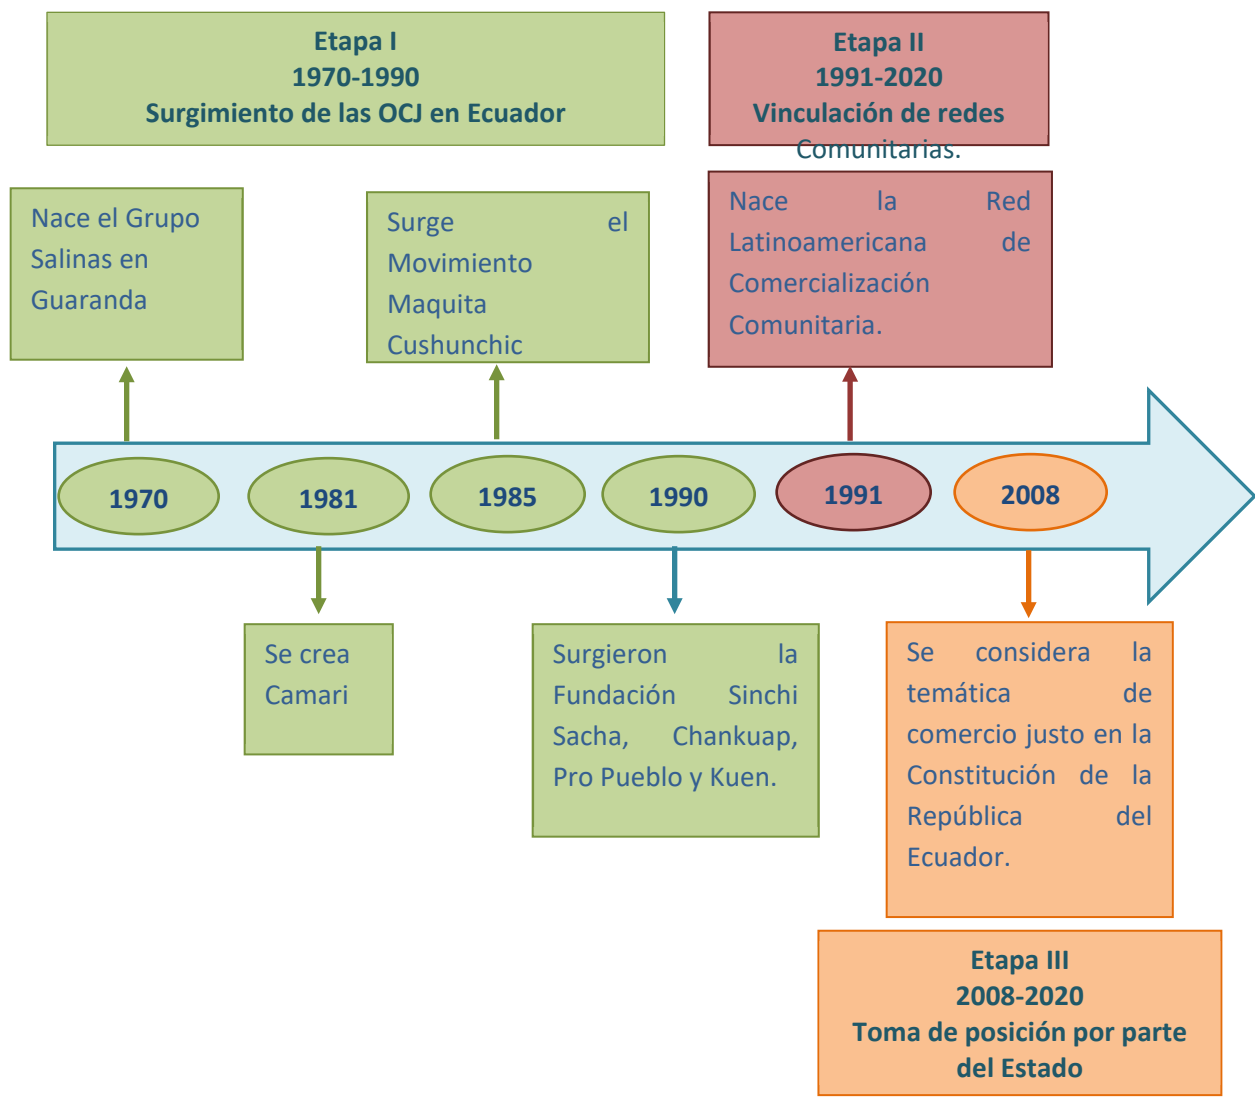 Etapa I
1970-1990
Surgimiento de las OCJ en Ecuador
Etapa II
1991-2020
Vinculación de redes
Comunitarias.
Nace el Grupo
Salinas en
Guaranda
Surge el
Movimiento
Maquita
Cushunchic
Nace la Red
Latinoamericana de
Comercialización
Comunitaria.
1970
1981
1985
1990
1991
2008
Se crea
Camari
Surgieron la
Fundación Sinchi
Sacha, Chankuap,
Pro Pueblo y Kuen.
Se considera la
temática de
comercio justo en la
Constitución de la
República del
Ecuador.
Etapa III
2008-2020
Toma de posición por parte
del Estado